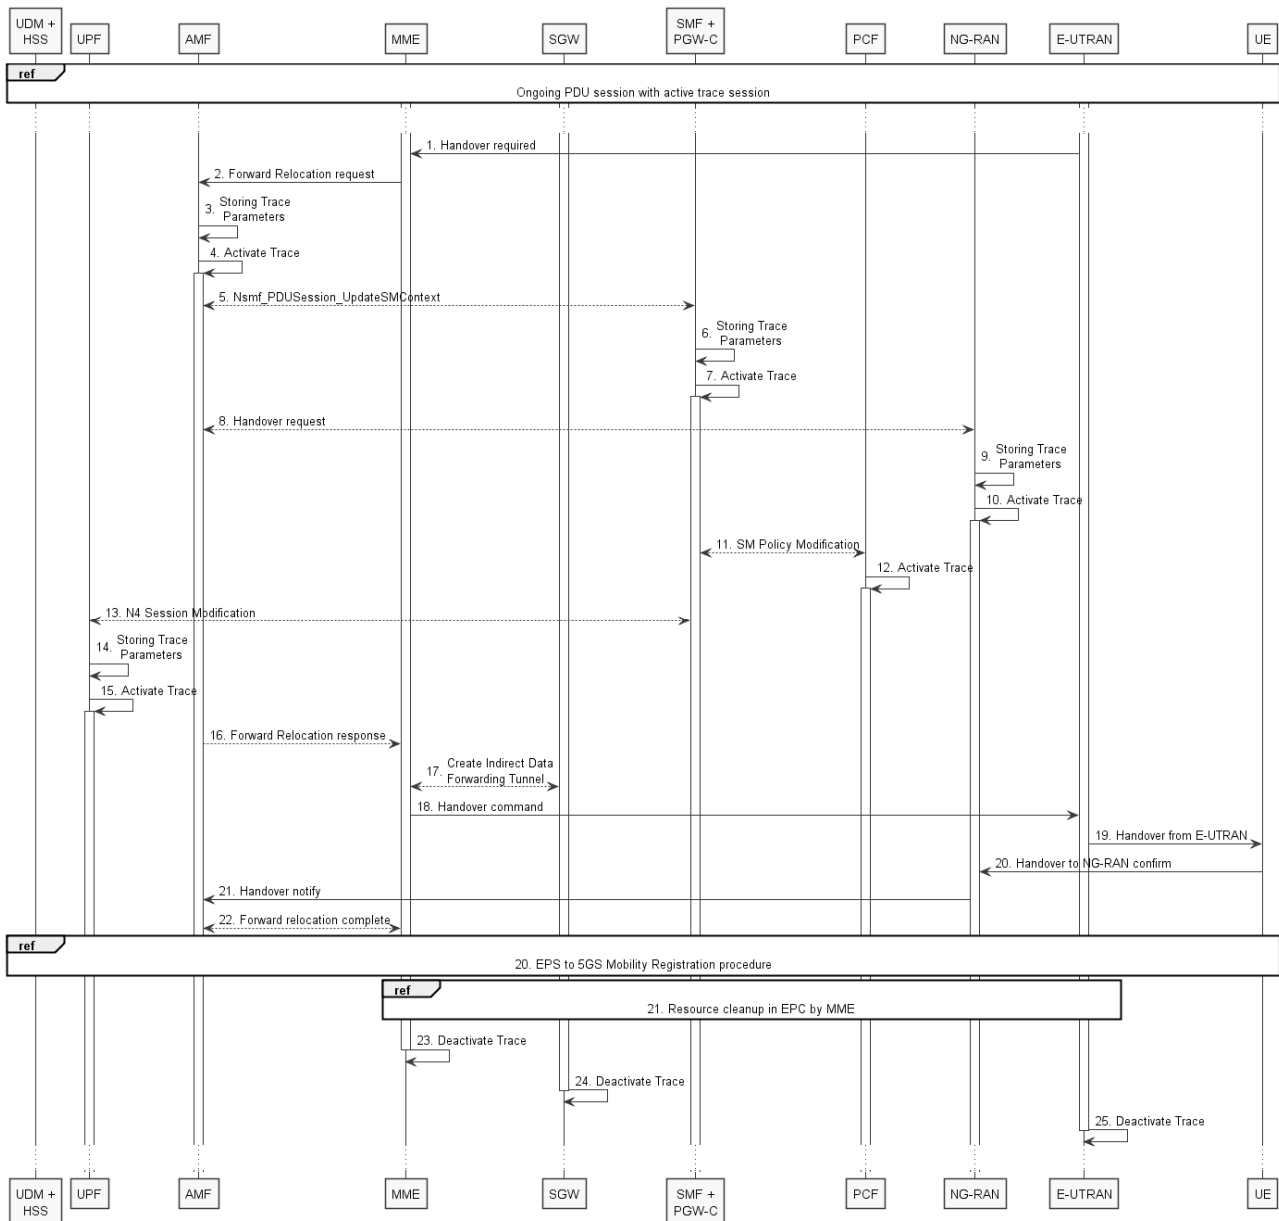 UDM +
HSS
UPF
AMF
MME
SGW
SMF +
PGW-C
PCF
NG-RAN
E-UTRAN
UE
ref
Ongoing PDU session with active trace session
1. Handover required
2. Forward Relocation request
3. Storing Trace
Parameters
4. Activate Trace
5. Nsmf_PDUSession_UpdateSMContext
6. Storing Trace
Parameters
7. Activate Trace
8. Handover request
9. Storing Trace
Parameters
10. Activate Trace
11. SM Policy Modification
12. Activate Trace
13. N4 Session Modification
14. Storing Trace
Parameters
15. Activate Trace
16. Forward Relocation response
17. Create Indirect Data
Forwarding Tunnel
18. Handover command
19. Handover from E-UTRAN
20. Handover to NG-RAN confirm
21. Handover notify
22. Forward relocation complete
ref
20. EPS to 5GS Mobility Registration procedure
ref
21. Resource cleanup in EPC by MME
23. Deactivate Trace
24. Deactivate Trace
25. Deactivate Trace
UDM +
HSS
UPF
AMF
MME
SGW
SMF +
PGW-C
PCF
NG-RAN
E-UTRAN
UE